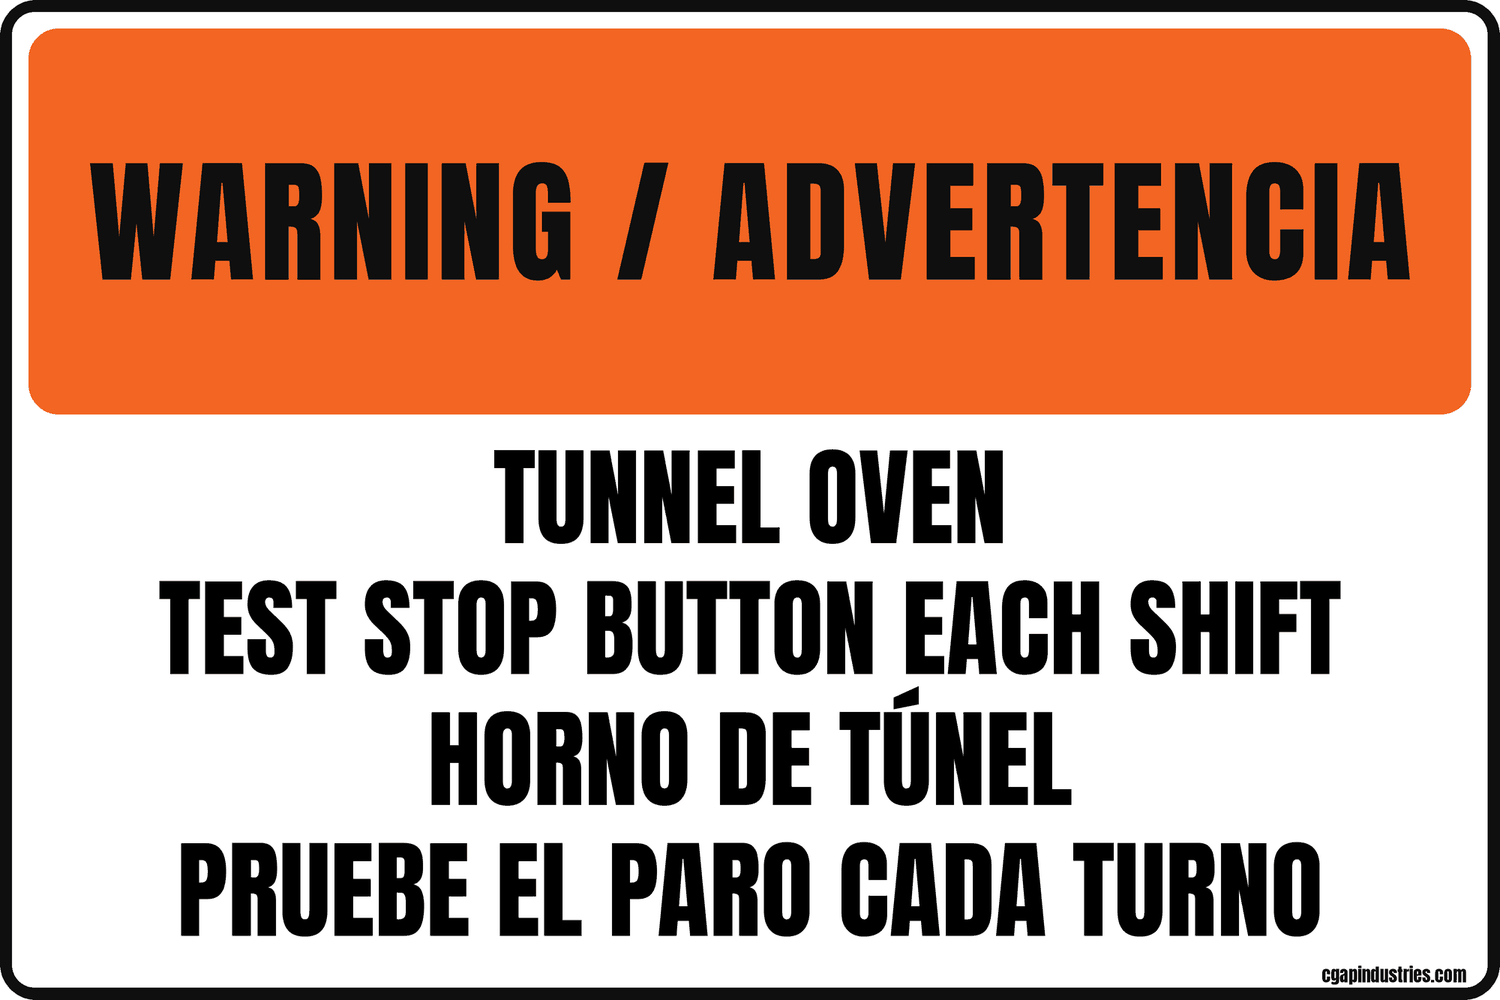 WARNING / ADVERTENCIA
TUNNEL OVEN
TEST STOP BUTTON EACH SHIFT
HORNO DE TÚNEL
PRUEBE EL PARO CADA TURNO
cgapindustries.com